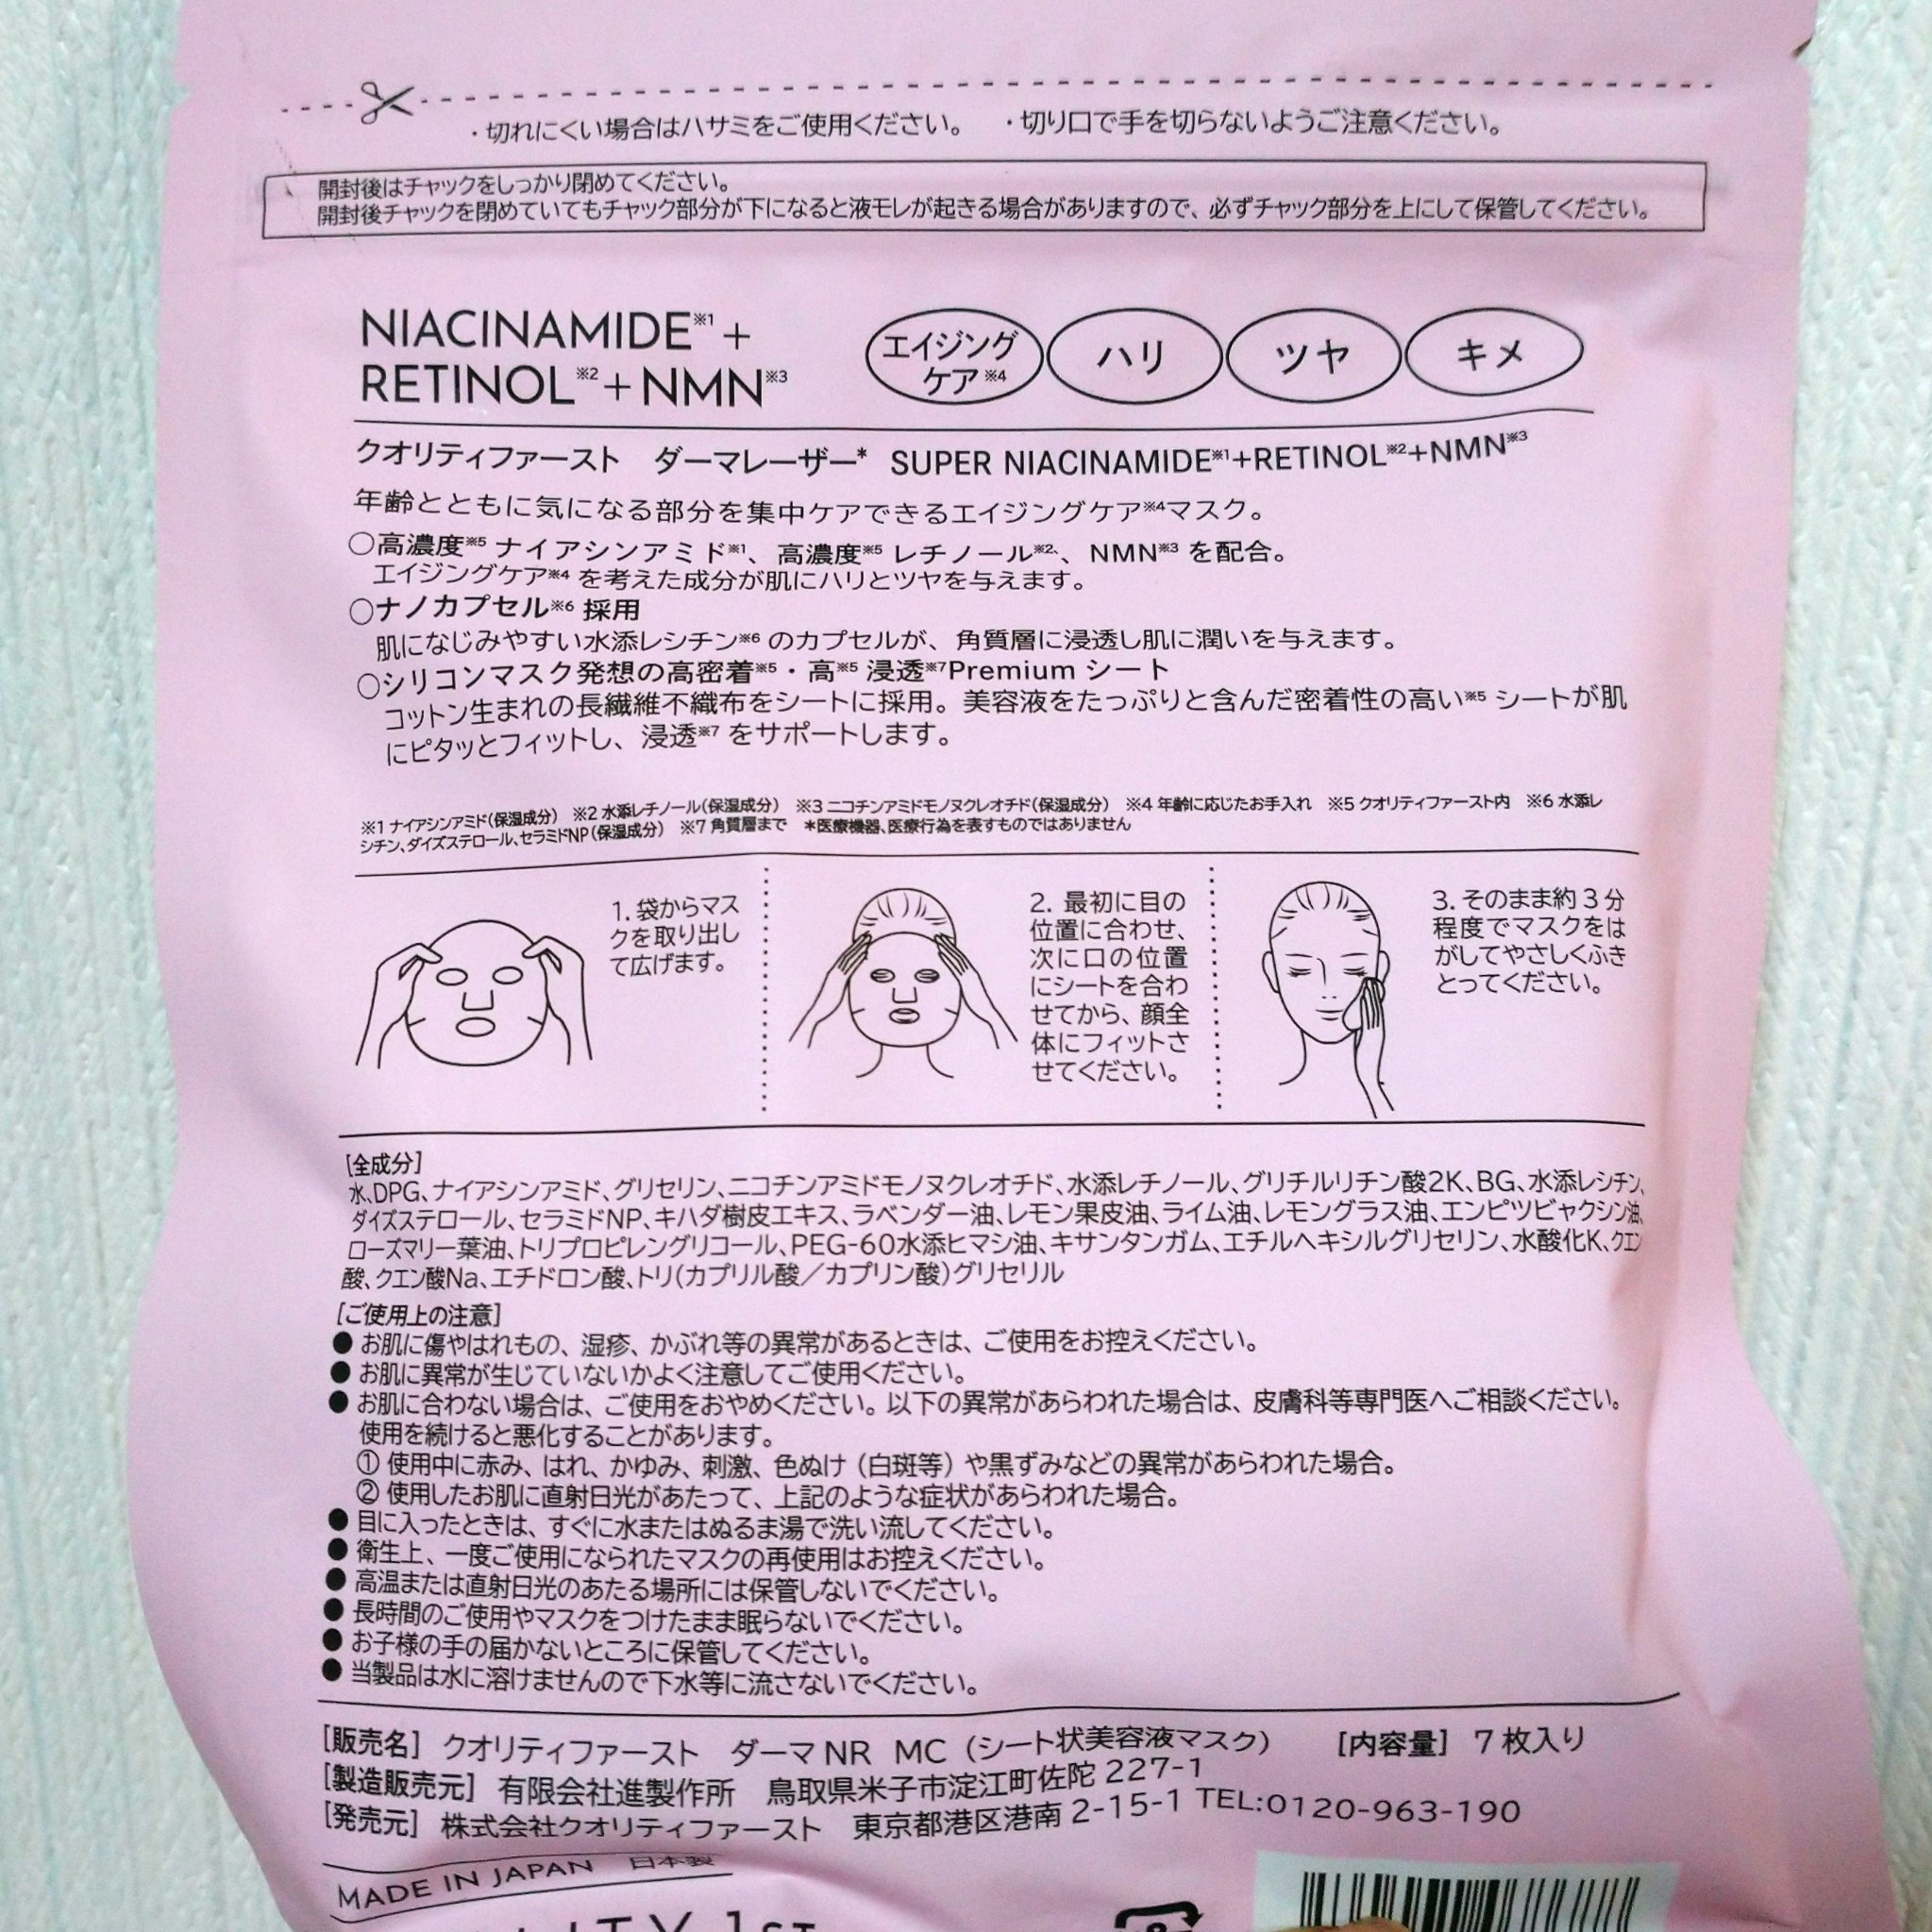 ・切れにくい場合はハサミをご使用ください。 ・切り口で手を切らないようご注意ください。
開封後はチャックをしっかり閉めてください。
開封後チャックを閉めていてもチャック部分が下になると液モレが起きる場合がありますので、必ずチャック部分を上にして保管してください。
NIACINAMIDE※1+
RETINOL※2+NMN※3
エイジング
ケア※4
ハリ
ツヤ
キメ
クオリティファースト ダーマレーザー* SUPER NIACINAMIDE※1+RETINOL※2+NMN※3
年齢とともに気になる部分を集中ケアできるエイジングケア※4マスク。
○高濃度※5 ナイアシンアミド※1、高濃度※5 レチノール※2、NMN※3 を配合。
エイジングケア※4 を考えた成分が肌にハリとツヤを与えます。
○ナノカプセル※6 採用
肌になじみやすい水添レシチン※6 のカプセルが、角質層に浸透し肌に潤いを与えます。
○シリコンマスク発想の高密着※5・高※5 浸透※7Premium シート
コットン生まれの長繊維不織布をシートに採用。美容液をたっぷりと含んだ密着性の高い※5 シートが肌
にピタッとフィットし、浸透※7 をサポートします。
※1 ナイアシンアミド(保湿成分) ※2 水添レチノール(保湿成分) ※3 ニコチンアミドモノヌクレオチド(保湿成分) ※4 年齢に応じたお手入れ ※5 クオリティファースト内 ※6 水添レ
シチン、ダイズステロール、セラミドNP(保湿成分) ※7 角質層まで *医療機器、医療行為を表すものではありません
1. 袋からマス
クを取り出し
て広げます。
2. 最初に目の
位置に合わせ、
次に口の位置
にシートを合わ
せてから、顔全
体にフィットさ
せてください。
3. そのまま約3分
程度でマスクをは
がしてやさしくふき
とってください。
[全成分]
水、DPG、ナイアシンアミド、グリセリン、ニコチンアミドモノヌクレオチド、水添レチノール、グリチルリチン酸2K、BG、水添レシチン、
ダイズステロール、セラミドNP、キハダ樹皮エキス、ラベンダー油、レモン果皮油、ライム油、レモングラス油、エンピツビャクシン油、
ローズマリー葉油、トリプロピレングリコール、PEG-60水添ヒマシ油、キサンタンガム、エチルヘキシルグリセリン、水酸化K、クエン
酸、クエン酸Na、エチドロン酸、トリ(カプリル酸／カプリン酸)グリセリル
[ご使用上の注意]
● お肌に傷やはれもの、湿疹、かぶれ等の異常があるときは、ご使用をお控えください。
● お肌に異常が生じていないかよく注意してご使用ください。
● お肌に合わない場合は、ご使用をおやめください。以下の異常があらわれた場合は、皮膚科等専門医へご相談ください。
使用を続けると悪化することがあります。
① 使用中に赤み、はれ、かゆみ、刺激、色ぬけ（白斑等）や黒ずみなどの異常があらわれた場合。
② 使用したお肌に直射日光があたって、上記のような症状があらわれた場合。
● 目に入ったときは、すぐに水またはぬるま湯で洗い流してください。
● 衛生上、一度ご使用になられたマスクの再使用はお控えください。
● 高温または直射日光のあたる場所には保管しないでください。
● 長時間のご使用やマスクをつけたまま眠らないでください。
● お子様の手の届かないところに保管してください。
● 当製品は水に溶けませんので下水等に流さないでください。
[販売名] クオリティファースト ダーマ NR MC（シート状美容液マスク） [内容量] 7 枚入り
[製造販売元] 有限会社進製作所 鳥取県米子市淀江町佐陀 227-1
[発売元] 株式会社クオリティファースト 東京都港区港南 2-15-1 TEL:0120-963-190
MADE IN JAPAN 日本製
1ST